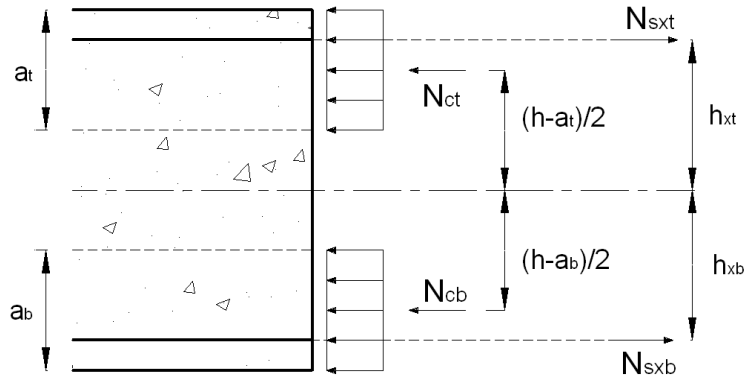 Nsxt
at
Nct
(h-at)/2
hxt
(h-ab)/2
hxb
ab
Ncb
Nsxb